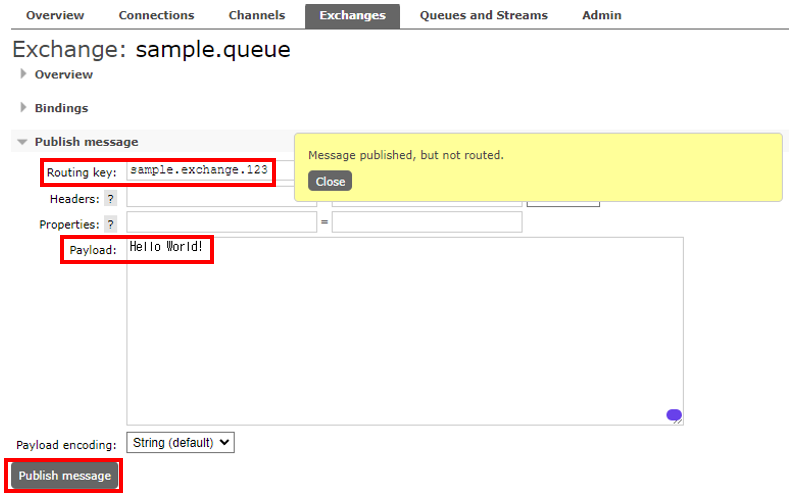 Overview Connections Channels Exchanges Queues and Streams Admin
Exchange: sample.queue
Overview
Bindings
Publish message
Message published, but not routed.
Close
Routing key: sample.exchange.123
Headers: ?
Properties: ? =
Payload: Hello World!
Payload encoding: String (default)
Publish message